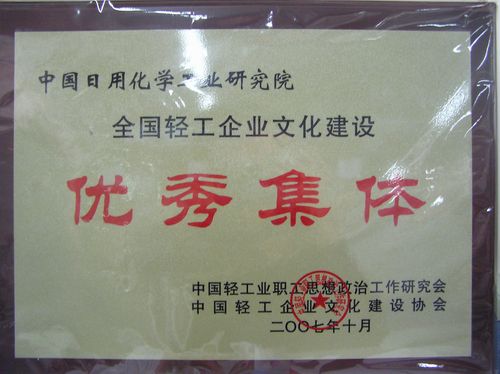 中国日用化学工业研究院
全国轻工企业文化建设
优秀集体
中国轻工业职工思想政治工作研究会
中国轻工企业文化建设协会
二〇〇七年十月